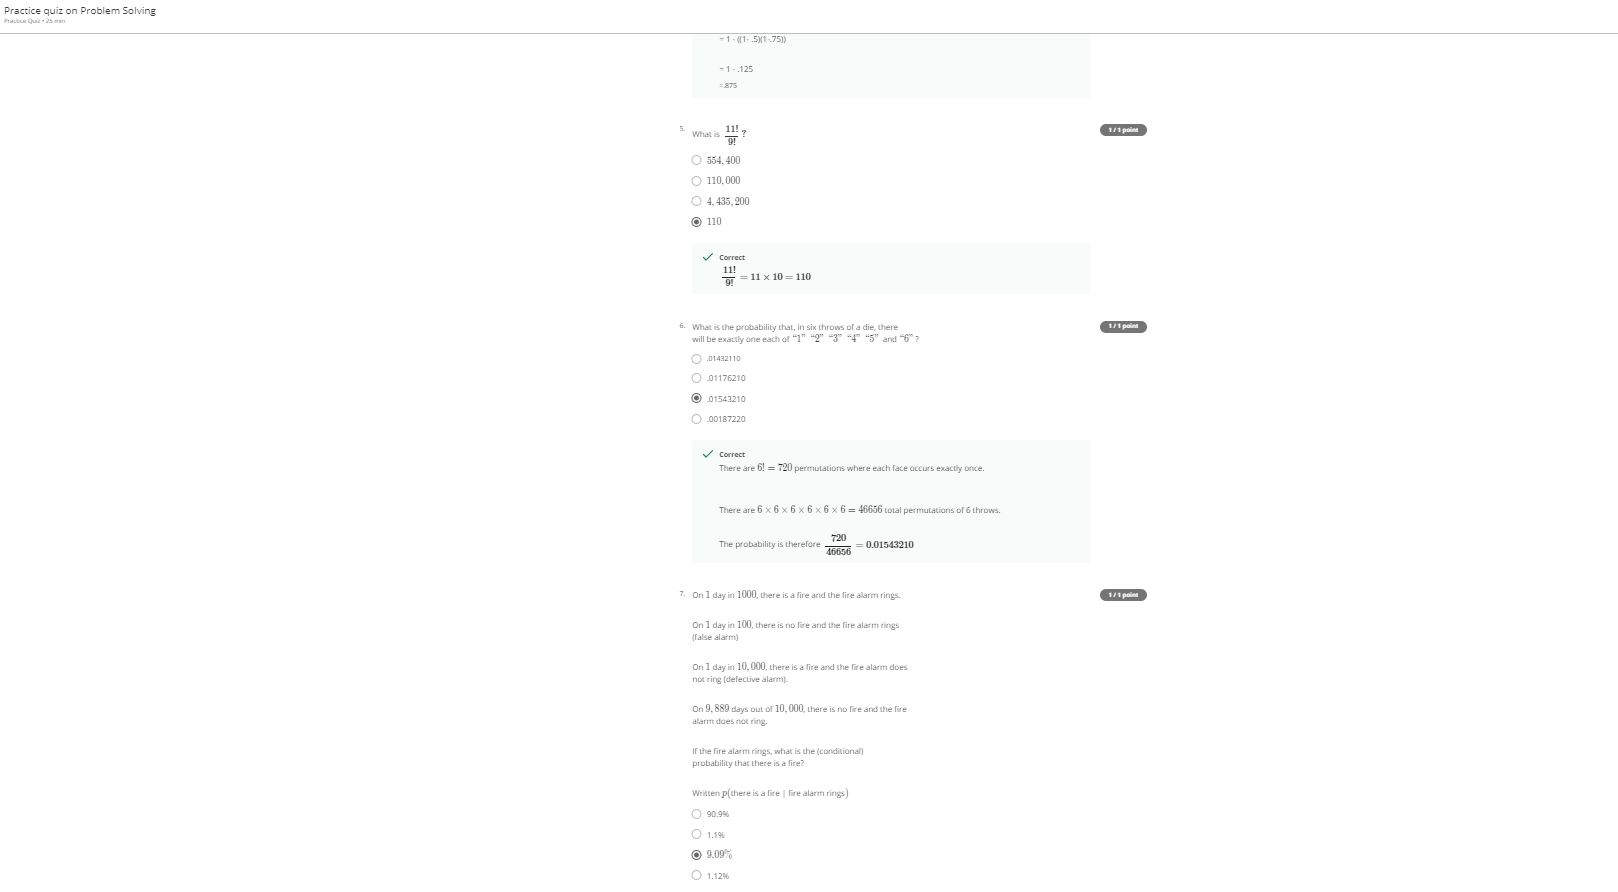 Practice quiz on Problem Solving
Practice Quiz • 25 min
= 1 - ((1- .5)(1-.75))
= 1 - .125
=.875
5. What is 11!/9! ?
1 / 1 point
554, 400
110, 000
4, 435, 200
110
Correct
11!/9! = 11 × 10 = 110
6. What is the probability that, in six throws of a die, there
1 / 1 point
will be exactly one each of “1” “2” “3” “4” “5” and “6” ?
.01432110
.01176210
.01543210
.00187220
Correct
There are 6! = 720 permutations where each face occurs exactly once.
There are 6 × 6 × 6 × 6 × 6 × 6 = 46656 total permutations of 6 throws.
The probability is therefore 720/46656 = 0.01543210
7. On 1 day in 1000, there is a fire and the fire alarm rings.
1 / 1 point
On 1 day in 100, there is no fire and the fire alarm rings
(false alarm)
On 1 day in 10, 000, there is a fire and the fire alarm does
not ring (defective alarm).
On 9, 889 days out of 10, 000, there is no fire and the fire
alarm does not ring.
If the fire alarm rings, what is the (conditional)
probability that there is a fire?
Written p(there is a fire | fire alarm rings)
90.9%
1.1%
9.09%
1.12%